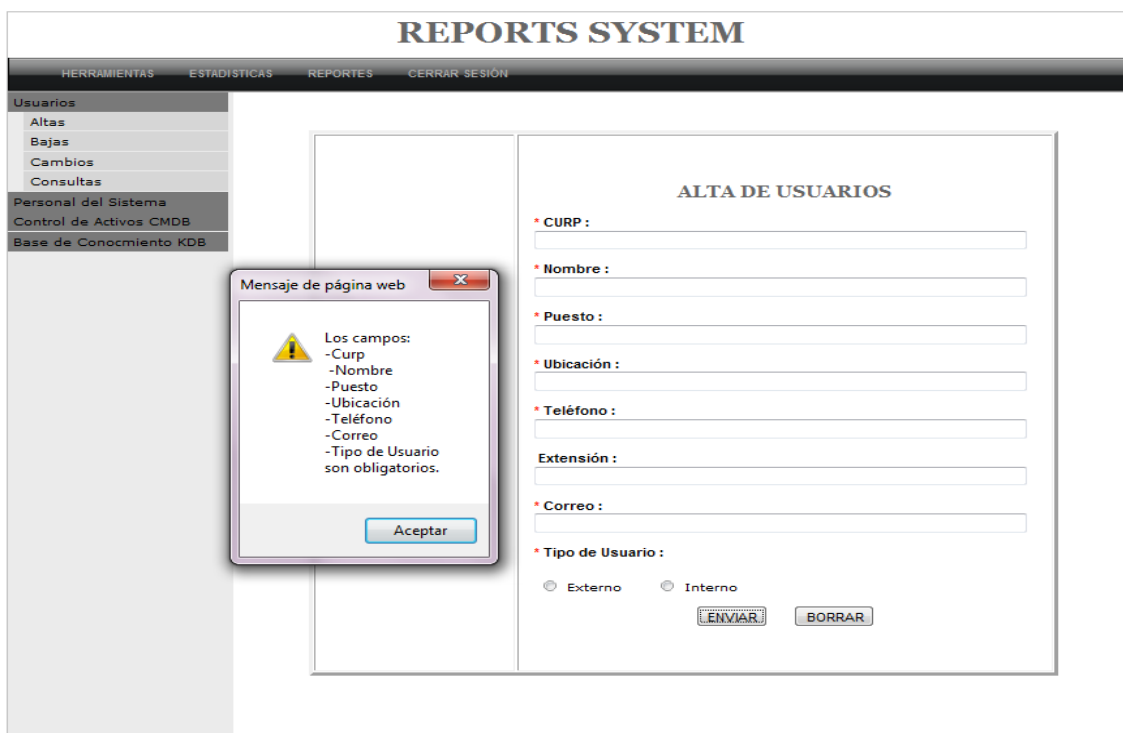 REPORTS SYSTEM
HERRAMIENTAS ESTADISTICAS REPORTES CERRAR SESIÓN
Usuarios
Altas
Bajas
Cambios
Consultas
Personal del Sistema
Control de Activos CMDB
Base de Conocmiento KDB
Mensaje de página web
Los campos:
-Curp
-Nombre
-Puesto
-Ubicación
-Teléfono
-Correo
-Tipo de Usuario
son obligatorios.
Aceptar
ALTA DE USUARIOS
* CURP :
* Nombre :
* Puesto :
* Ubicación :
* Teléfono :
Extensión :
* Correo :
* Tipo de Usuario :
Externo Interno
ENVIAR BORRAR